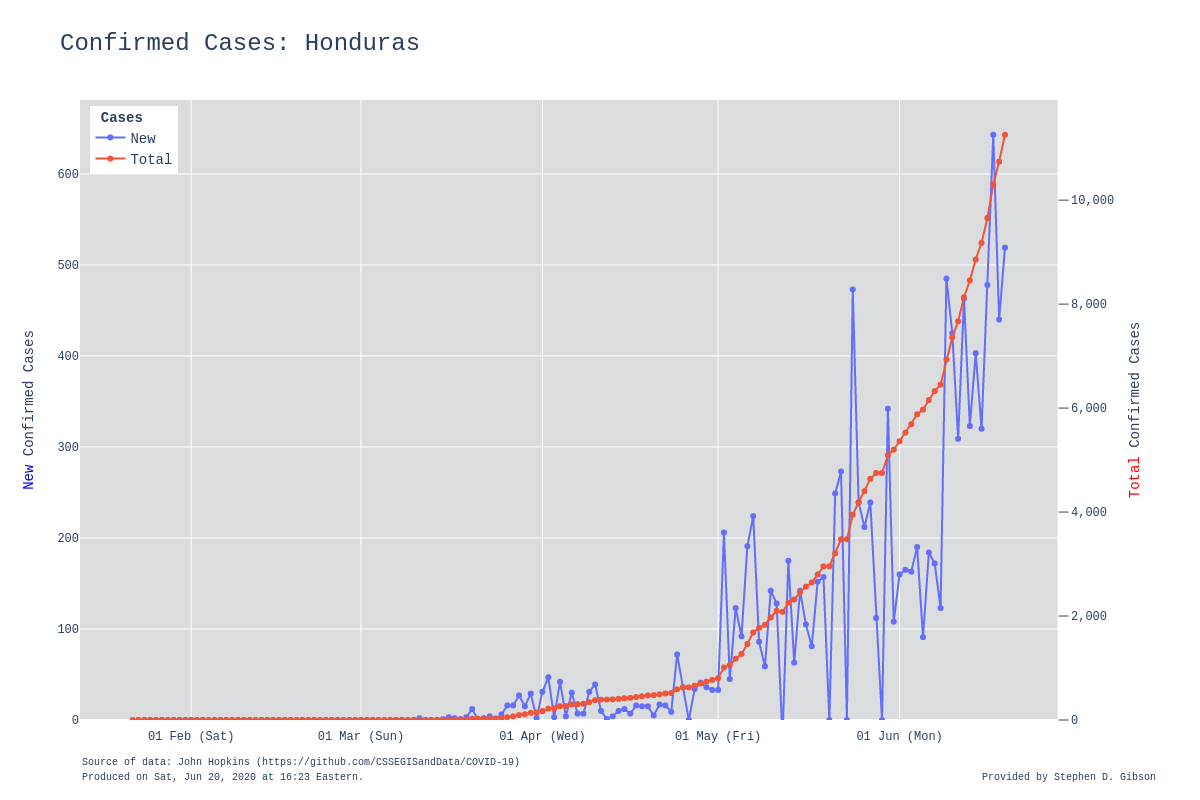 Confirmed Cases: Honduras
Cases
New
Total
600
500
400
300
200
100
0
10,000
8,000
6,000
4,000
2,000
0
New Confirmed Cases
Total Confirmed Cases
01 Feb (Sat)
01 Mar (Sun)
01 Apr (Wed)
01 May (Fri)
01 Jun (Mon)
Source of data: John Hopkins (https://github.com/CSSEGISandData/COVID-19)
Produced on Sat, Jun 20, 2020 at 16:23 Eastern.
Provided by Stephen D. Gibson